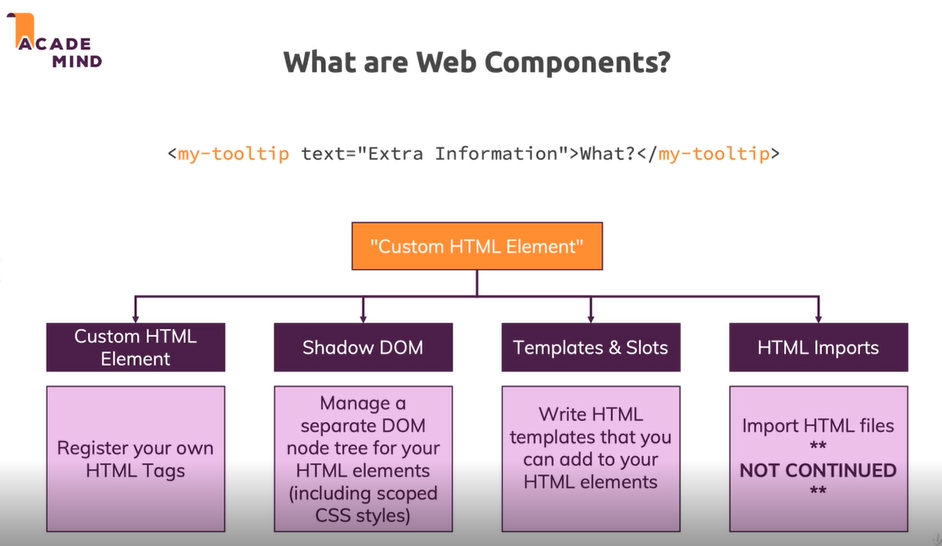 ACADE
MIND
What are Web Components?
<my-tooltip text="Extra Information">What?</my-tooltip>
"Custom HTML Element"
Custom HTML
Element
Shadow DOM
Templates & Slots
HTML Imports
Register your own
HTML Tags
Manage a
separate DOM
node tree for your
HTML elements
(including scoped
CSS styles)
Write HTML
templates that you
can add to your
HTML elements
Import HTML files
**
NOT CONTINUED
**